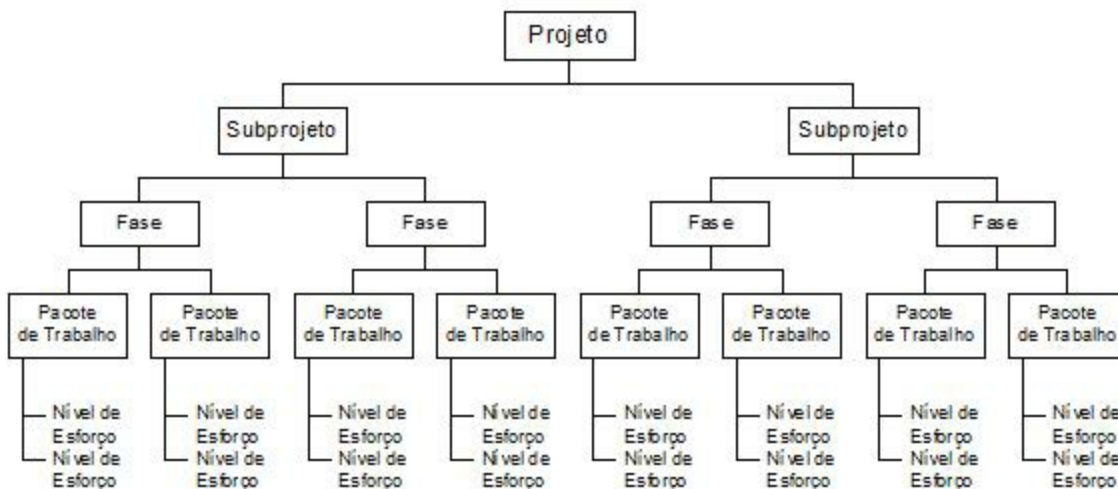 Projeto
Subprojeto
Subprojeto
Fase
Fase
Fase
Fase
Pacote
de Trabalho
Pacote
de Trabalho
Pacote
de Trabalho
Pacote
de Trabalho
Pacote
de Trabalho
Pacote
de Trabalho
Pacote
de Trabalho
Pacote
de Trabalho
Nível de
Esforço
Nível de
Esforço
Nível de
Esforço
Nível de
Esforço
Nível de
Esforço
Nível de
Esforço
Nível de
Esforço
Nível de
Esforço
Nível de
Esforço
Nível de
Esforço
Nível de
Esforço
Nível de
Esforço
Nível de
Esforço
Nível de
Esforço
Nível de
Esforço
Nível de
Esforço